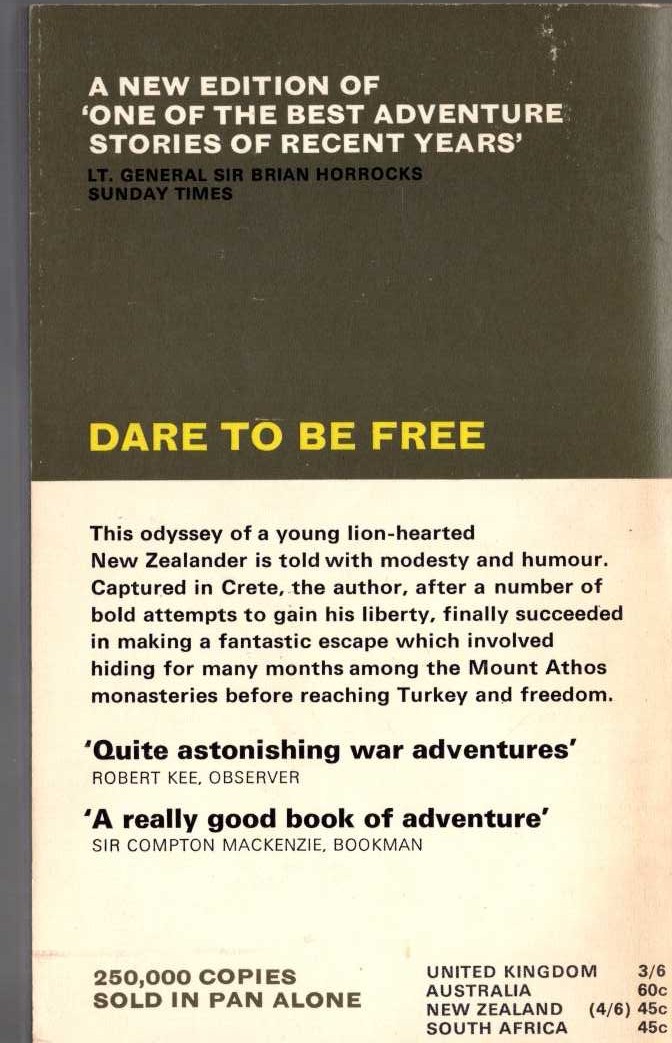 A NEW EDITION OF
‘ONE OF THE BEST ADVENTURE
STORIES OF RECENT YEARS’
LT. GENERAL SIR BRIAN HORROCKS
SUNDAY TIMES
DARE TO BE FREE
This odyssey of a young lion-hearted
New Zealander is told with modesty and humour.
Captured in Crete, the author, after a number of
bold attempts to gain his liberty, finally succeeded
in making a fantastic escape which involved
hiding for many months among the Mount Athos
monasteries before reaching Turkey and freedom.
‘Quite astonishing war adventures’
ROBERT KEE, OBSERVER
‘A really good book of adventure’
SIR COMPTON MACKENZIE, BOOKMAN
250,000 COPIES
SOLD IN PAN ALONE
UNITED KINGDOM 3/6
AUSTRALIA 60c
NEW ZEALAND (4/6) 45c
SOUTH AFRICA 45c